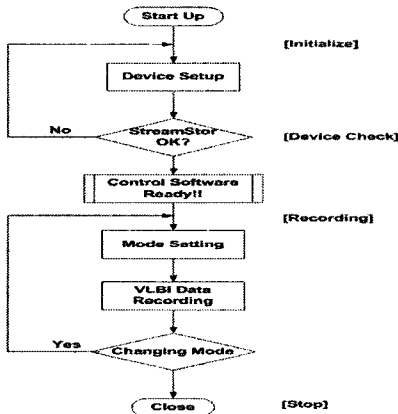 Start Up
[Initialize]
Device Setup
No
StreamStor
OK?
[Device Check]
Control Software
Ready!!
[Recording]
Mode Setting
VLBI Data
Recording
Yes
Changing Mode
Close
[Stop]